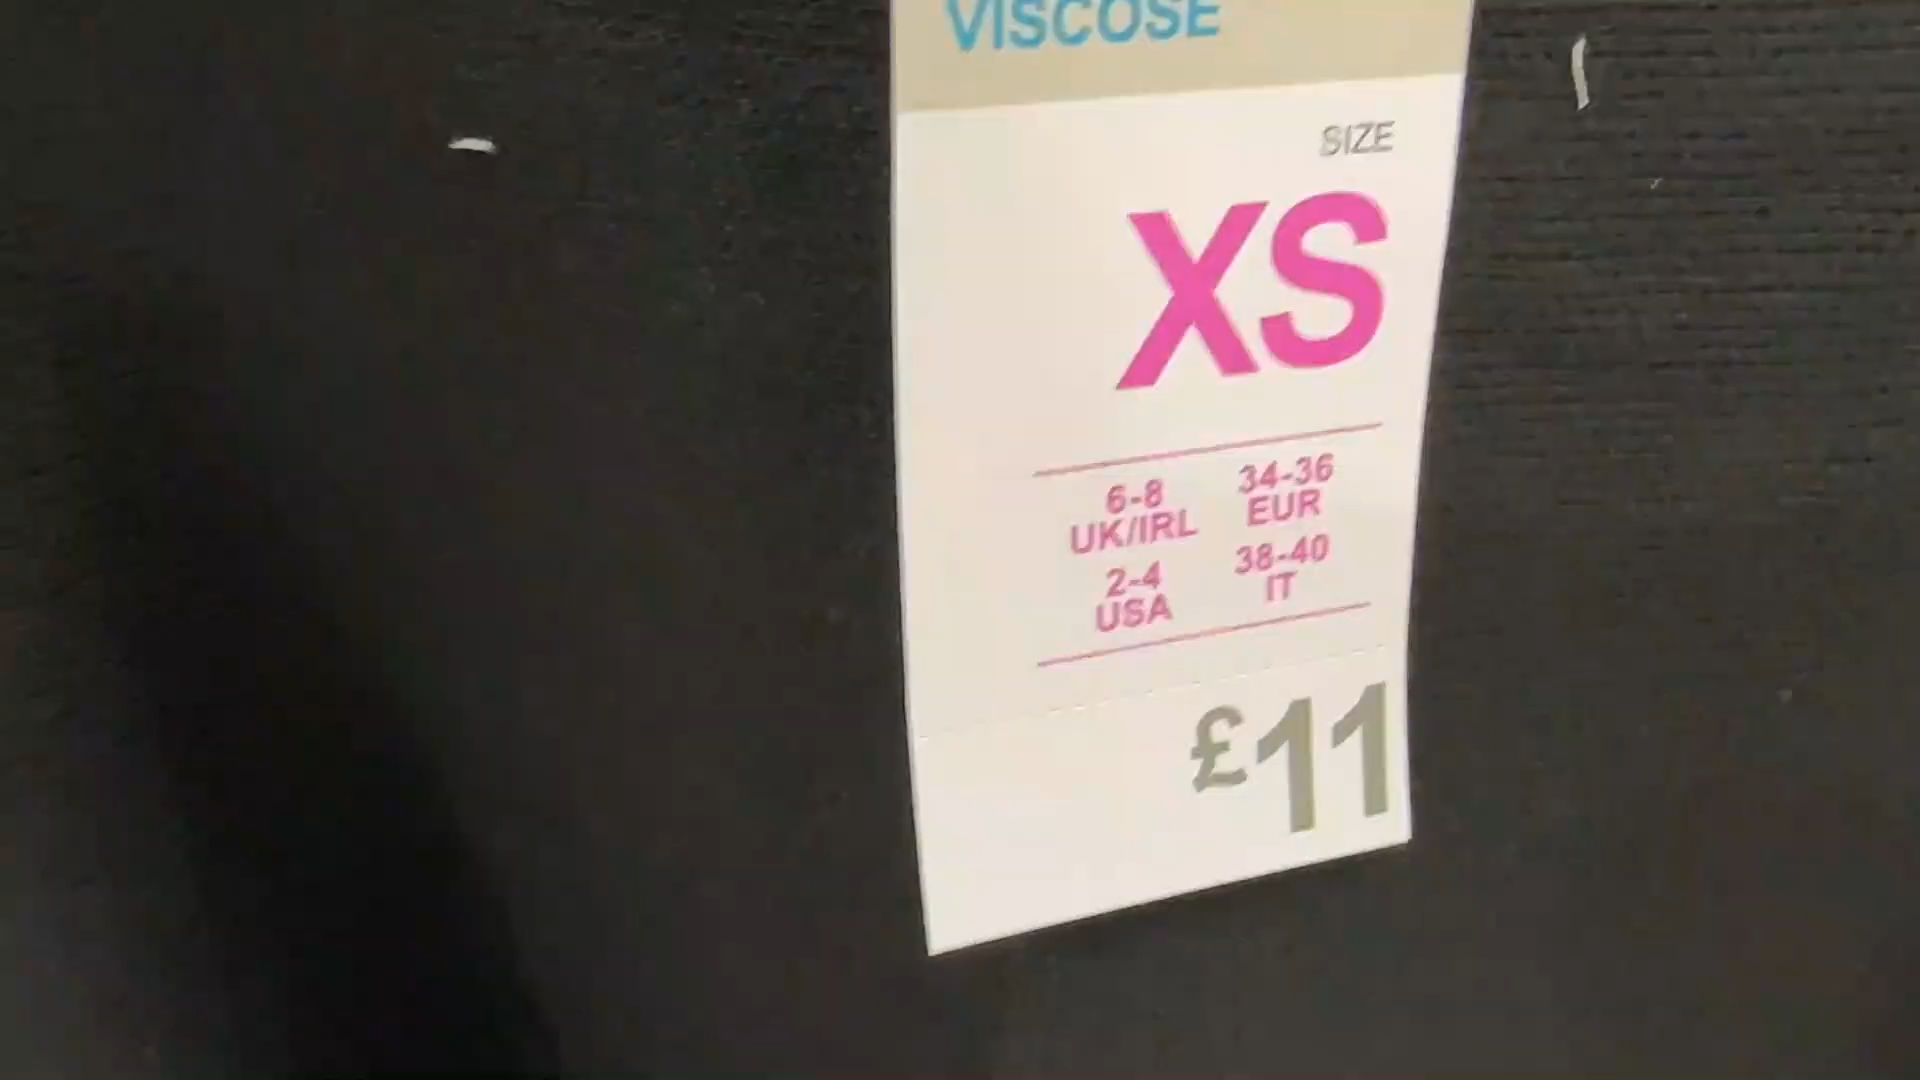 VISCOSE
SIZE
XS
6-8
UK/IRL
34-36
EUR
2-4
USA
38-40
IT
£11